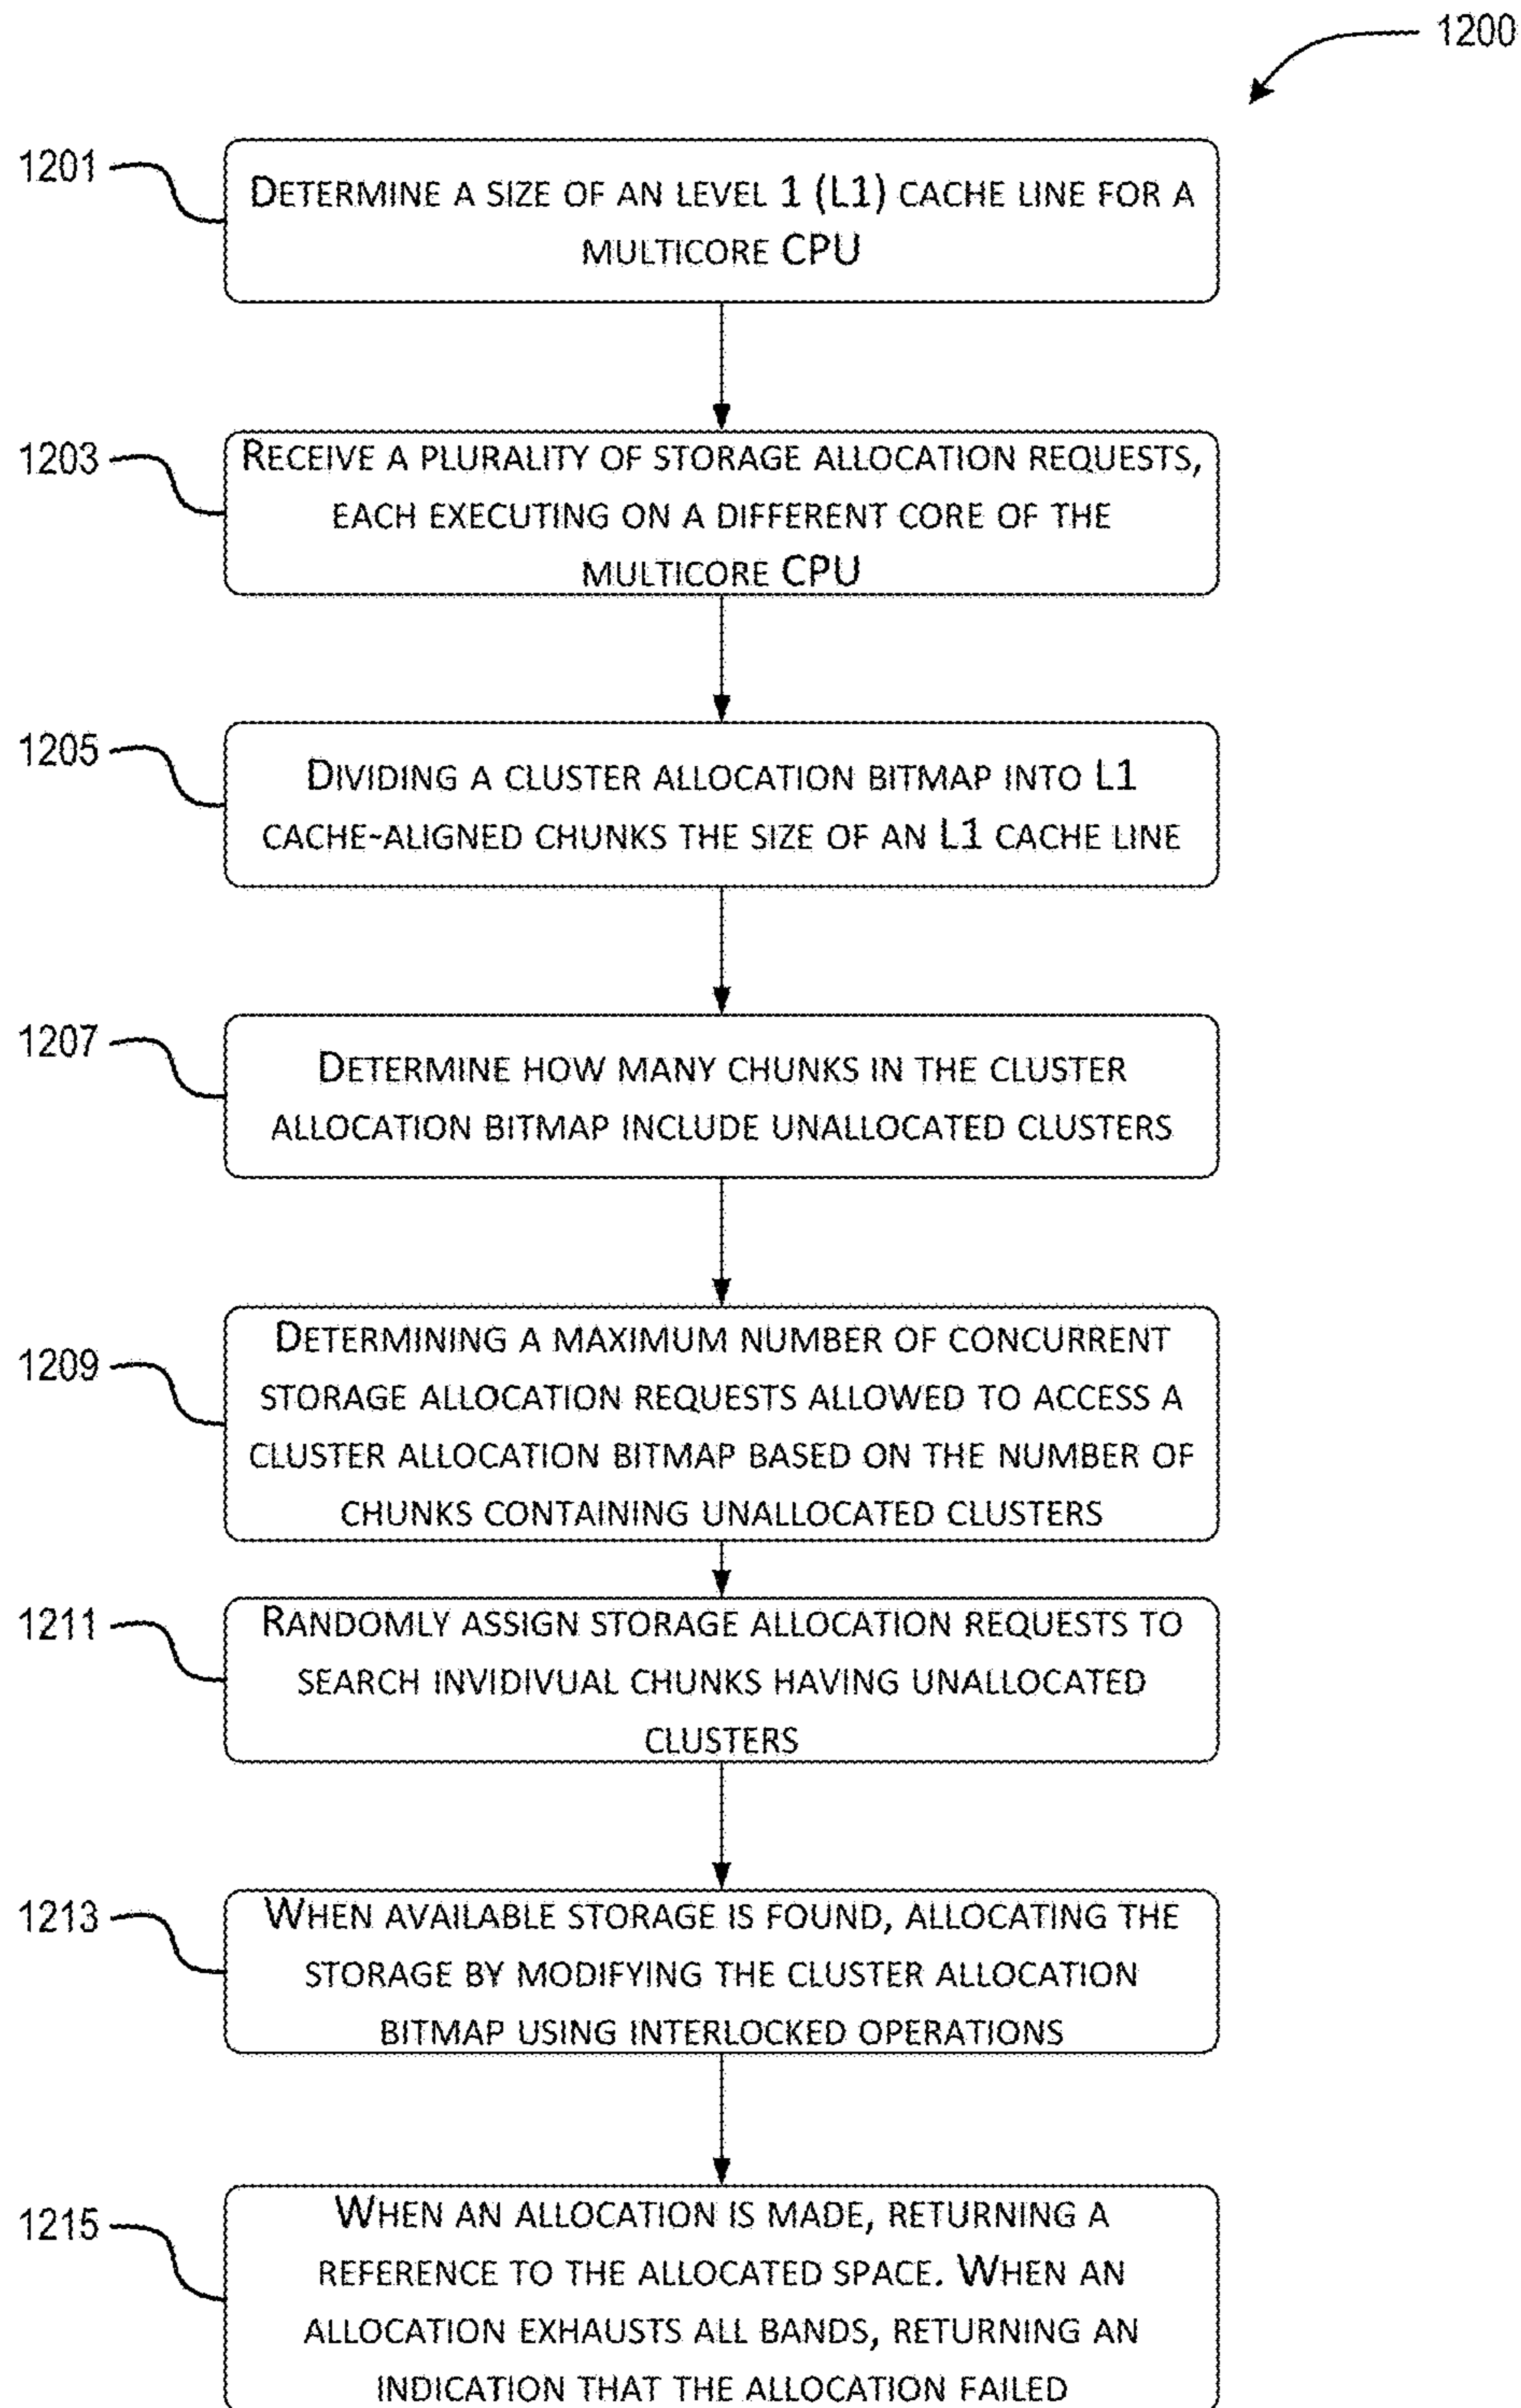 1200
1201
DETERMINE A SIZE OF AN LEVEL 1 (L1) CACHE LINE FOR A
MULTICORE CPU
1203
RECEIVE A PLURALITY OF STORAGE ALLOCATION REQUESTS,
EACH EXECUTING ON A DIFFERENT CORE OF THE
MULTICORE CPU
1205
DIVIDING A CLUSTER ALLOCATION BITMAP INTO L1
CACHE-ALIGNED CHUNKS THE SIZE OF AN L1 CACHE LINE
1207
DETERMINE HOW MANY CHUNKS IN THE CLUSTER
ALLOCATION BITMAP INCLUDE UNALLOCATED CLUSTERS
1209
DETERMINING A MAXIMUM NUMBER OF CONCURRENT
STORAGE ALLOCATION REQUESTS ALLOWED TO ACCESS A
CLUSTER ALLOCATION BITMAP BASED ON THE NUMBER OF
CHUNKS CONTAINING UNALLOCATED CLUSTERS
1211
RANDOMLY ASSIGN STORAGE ALLOCATION REQUESTS TO
SEARCH INVIDIVUAL CHUNKS HAVING UNALLOCATED
CLUSTERS
1213
WHEN AVAILABLE STORAGE IS FOUND, ALLOCATING THE
STORAGE BY MODIFYING THE CLUSTER ALLOCATION
BITMAP USING INTERLOCKED OPERATIONS
1215
WHEN AN ALLOCATION IS MADE, RETURNING A
REFERENCE TO THE ALLOCATED SPACE. WHEN AN
ALLOCATION EXHAUSTS ALL BANDS, RETURNING AN
INDICATION THAT THE ALLOCATION FAILED